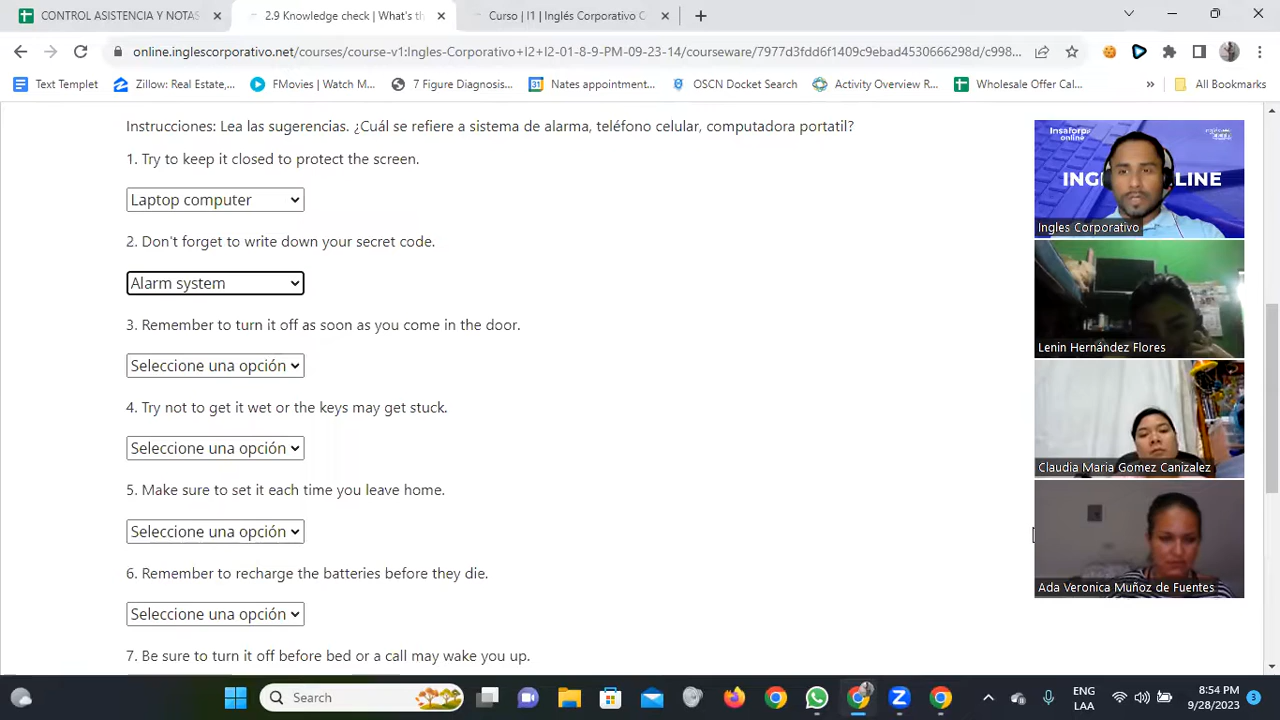 CONTROL ASISTENCIA Y NOTAS
2.9 Knowledge check | What's th
Curso | I1 | Inglés Corporativo C
online.inglescorporativo.net/courses/course-v1:Ingles-Corporativo+I2+I2-01-8-9-PM-09-23-14/courseware/7977d3fdd6f1409c9ebad4530666298d/c998...
Text Templet
Zillow: Real Estate,...
FMovies | Watch M...
7 Figure Diagnosis...
Nates appointment...
OSCN Docket Search
Activity Overview R...
Wholesale Offer Cal...
»
All Bookmarks
Instrucciones: Lea las sugerencias. ¿Cuál se refiere a sistema de alarma, teléfono celular, computadora portatil?
1. Try to keep it closed to protect the screen.
Laptop computer
2. Don't forget to write down your secret code.
Alarm system
3. Remember to turn it off as soon as you come in the door.
Seleccione una opción
4. Try not to get it wet or the keys may get stuck.
Seleccione una opción
5. Make sure to set it each time you leave home.
Seleccione una opción
6. Remember to recharge the batteries before they die.
Seleccione una opción
7. Be sure to turn it off before bed or a call may wake you up.
Insaforp
online
ING LINE
Ingles Corporativo
Lenin Hernández Flores
Claudia Maria Gomez Canizalez
Ada Veronica Muñoz de Fuentes
Search
ENG
LAA
8:54 PM
9/28/2023
3